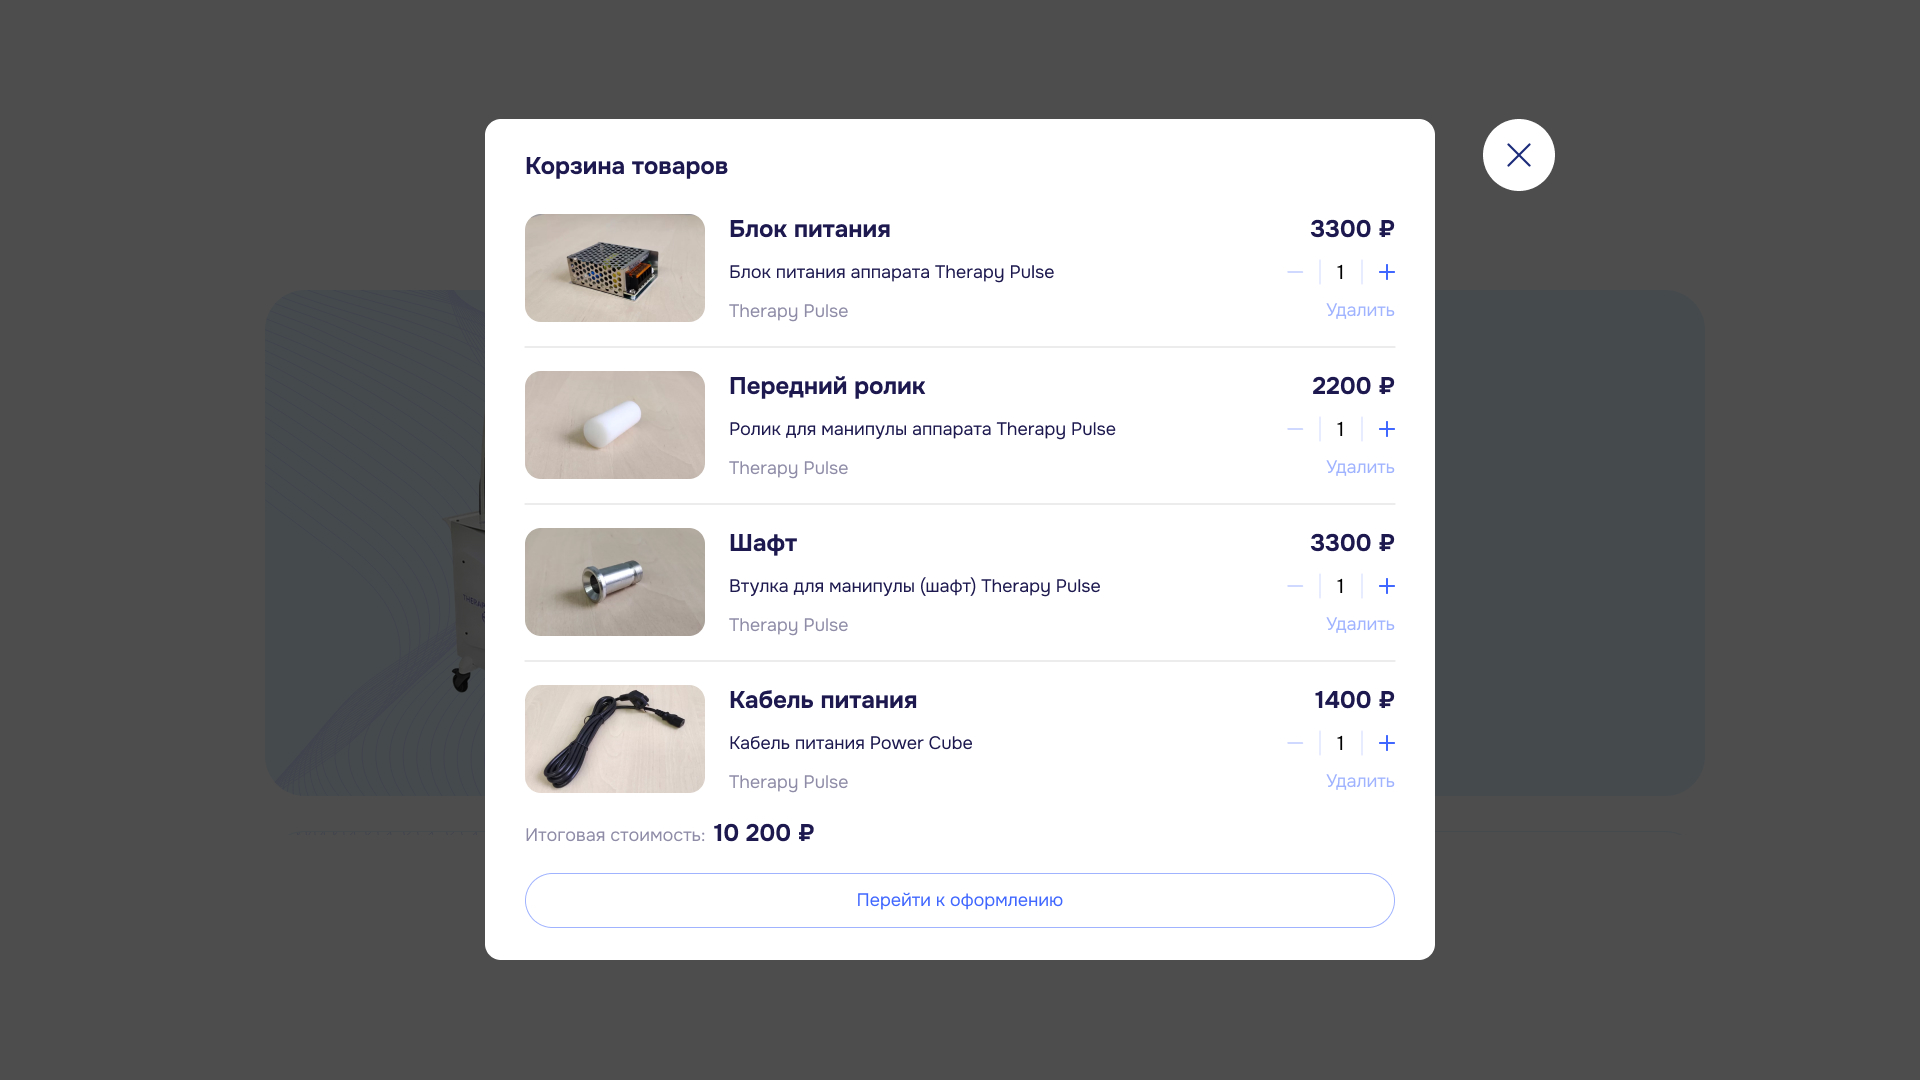 Корзина товаров
Блок питания
3300 ₽
Блок питания аппарата Therapy Pulse
1
Therapy Pulse
Удалить
Передний ролик
2200 ₽
Ролик для манипулы аппарата Therapy Pulse
1
Therapy Pulse
Удалить
Шафт
3300 ₽
Втулка для манипулы (шафт) Therapy Pulse
1
Therapy Pulse
Удалить
Кабель питания
1400 ₽
Кабель питания Power Cube
1
Therapy Pulse
Удалить
Итоговая стоимость: 10 200 ₽
Перейти к оформлению